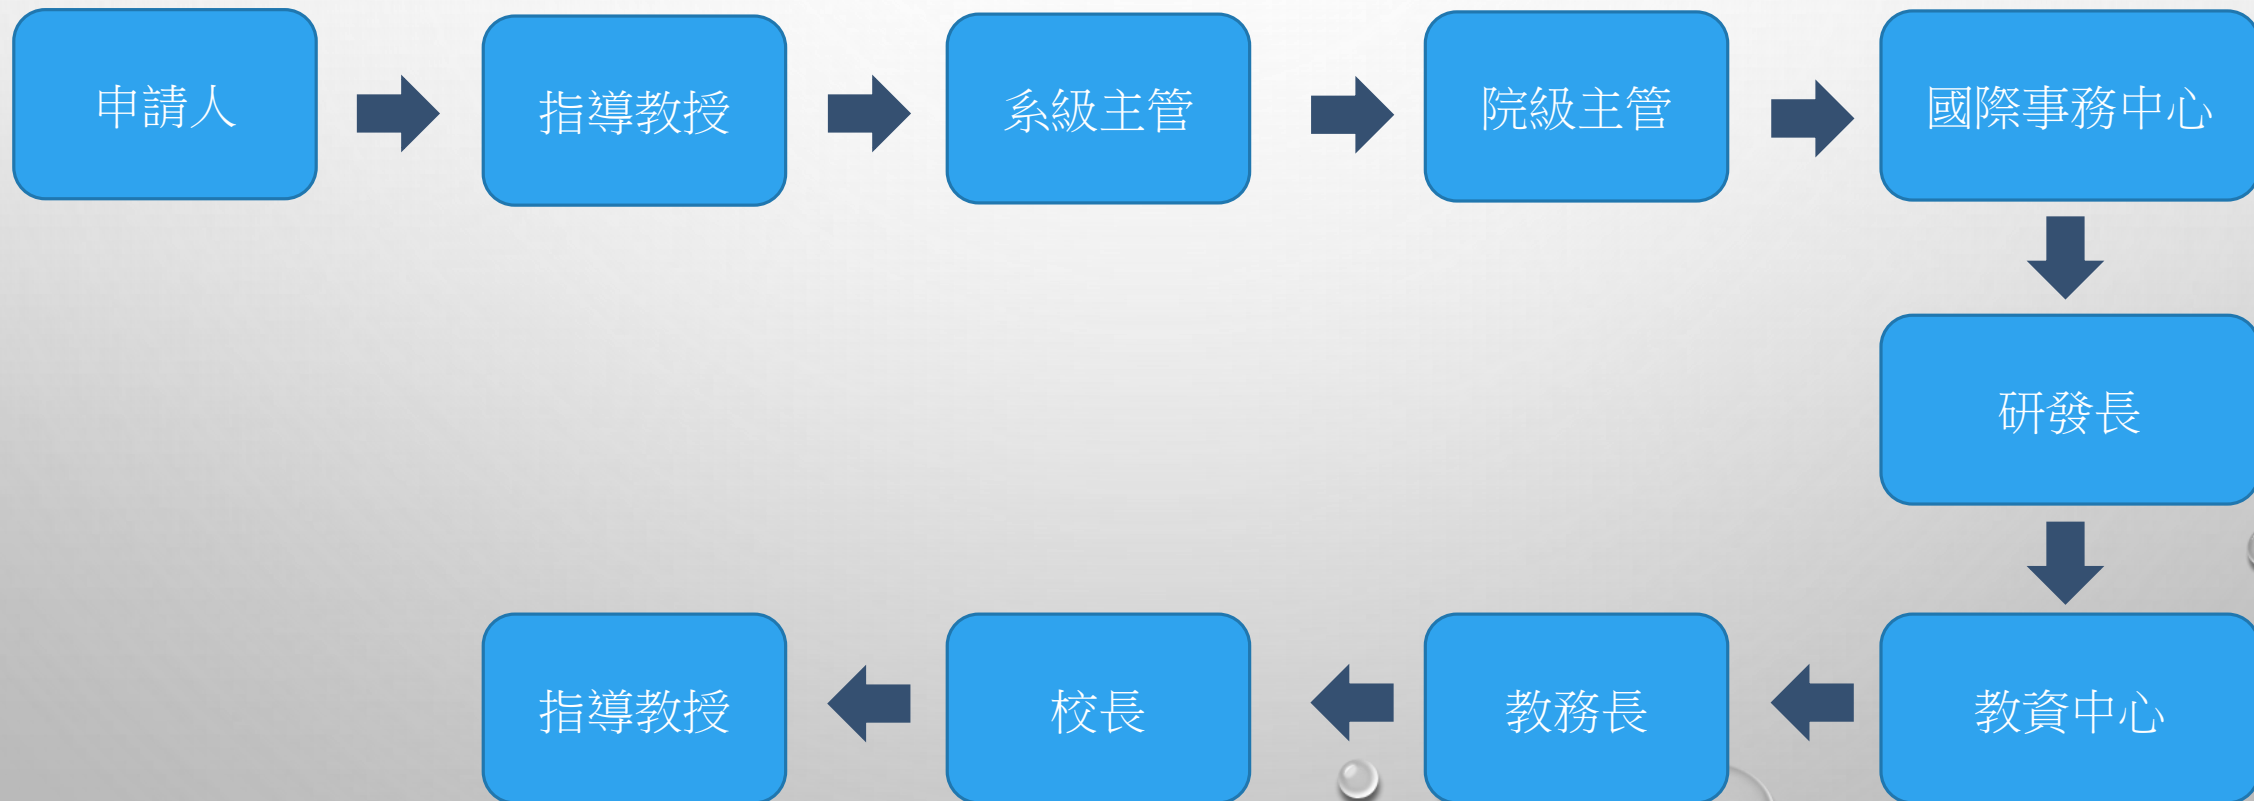 申請人
指導教授
系級主管
院級主管
國際事務中心
研發長
教資中心
教務長
校長
指導教授